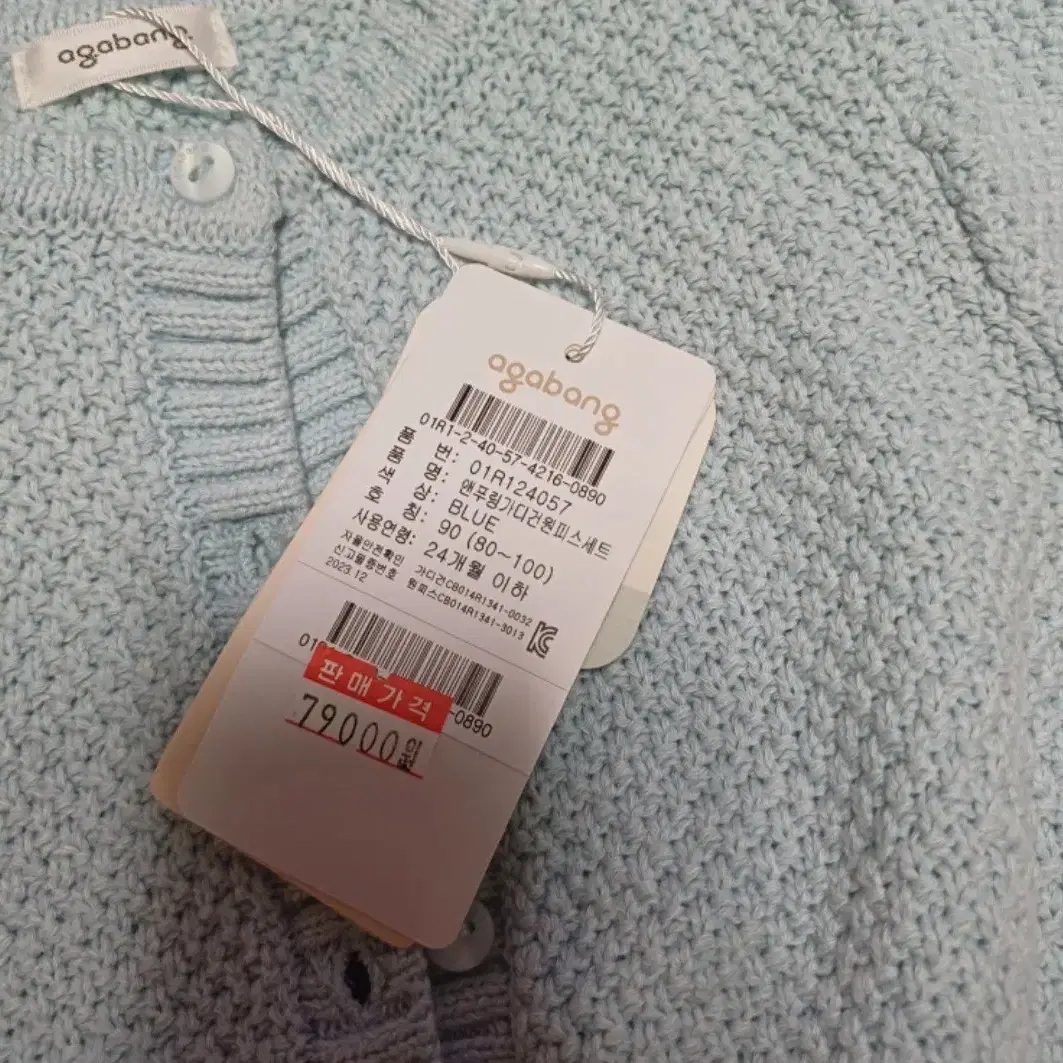 agabang
agabang
01R1-2-40-57-4216-0890
품 번: 01R124057
품 명: 앤푸링가디건원피스세트
색 상: BLUE
호 칭: 90 (80~100)
사용연령: 24개월 이하
자율안전확인 가디건CB014R1341-0032
신고필증번호 원피스CB014R1341-3013
2023.12
판매가격
-0890
79000원